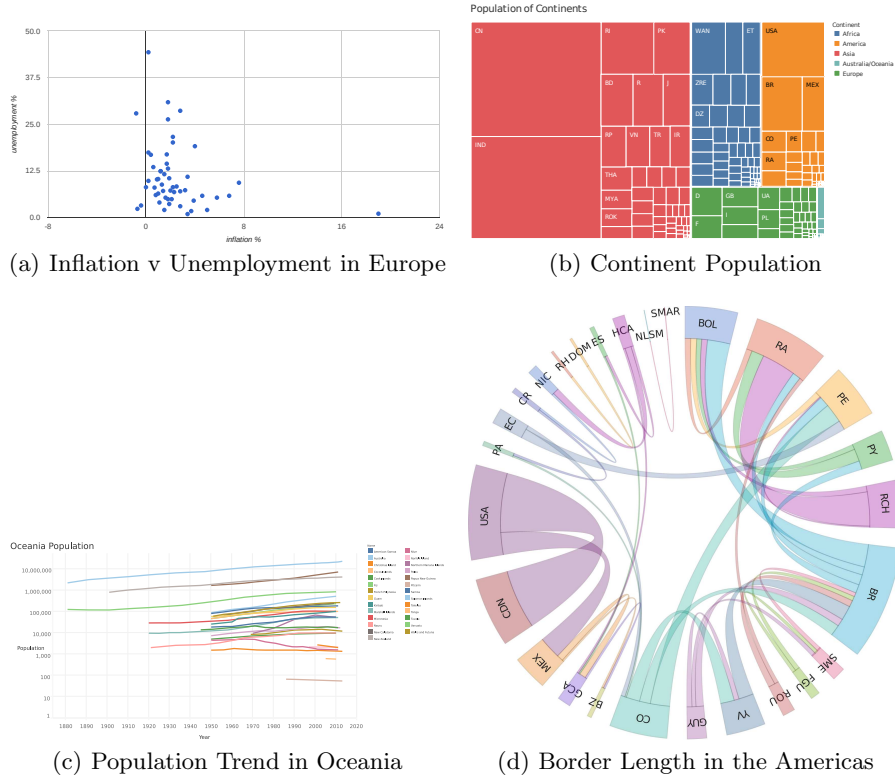 50.0
37.5
25.0
12.5
0.0
unemployment %
-8
0
8
16
24
inflation %
(a) Inflation v Unemployment in Europe
Population of Continents
CN
IND
RI
PK
BD
R
J
RP
VN
TR
IR
THA
MYA
ROK
WAN
ET
ZRE
DZ
USA
BR
MEX
CO
PE
RA
D
GB
UA
F
I
PL
Continent
Africa
America
Asia
Australia/Oceania
Europe
(b) Continent Population
Oceania Population
10,000,000
1,000,000
100,000
10,000
Population
1,000
100
10
1
1880
1890
1900
1910
1920
1930
1940
1950
1960
1970
1980
1990
2000
2010
2020
Year
(c) Population Trend in Oceania
BOL
RA
PE
PY
RCH
BR
SME
FGU
ROU
YV
GUY
CO
BZ
GCA
MEX
CDN
USA
PA
EC
CR
NIC
RH
DOM
ES
HCA
NLSM
SMAR
(d) Border Length in the Americas